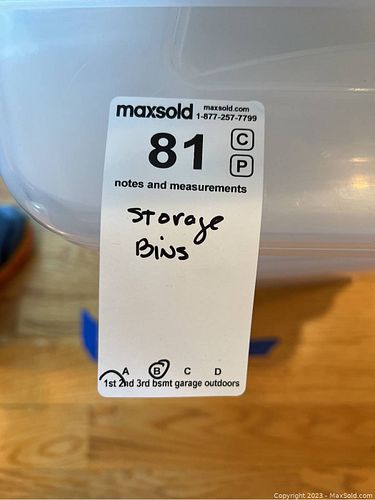 maxsold maxsold.com
1-877-257-7799
81 C
P
notes and measurements
Storage
Bins
A B C D
1st 2nd 3rd bsmt garage outdoors
Copyright 2023 - MaxSold.com